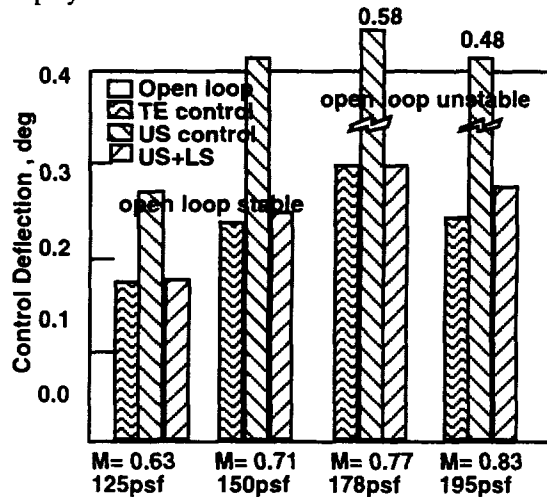 0.58
0.48
0.4
Open loop
TE control
US control
US+LS
open loop unstable
open loop stable
0.3
0.2
0.1
0.0
Control Deflection , deg
M= 0.63
125psf
M= 0.71
150psf
M= 0.77
178psf
M= 0.83
195psf